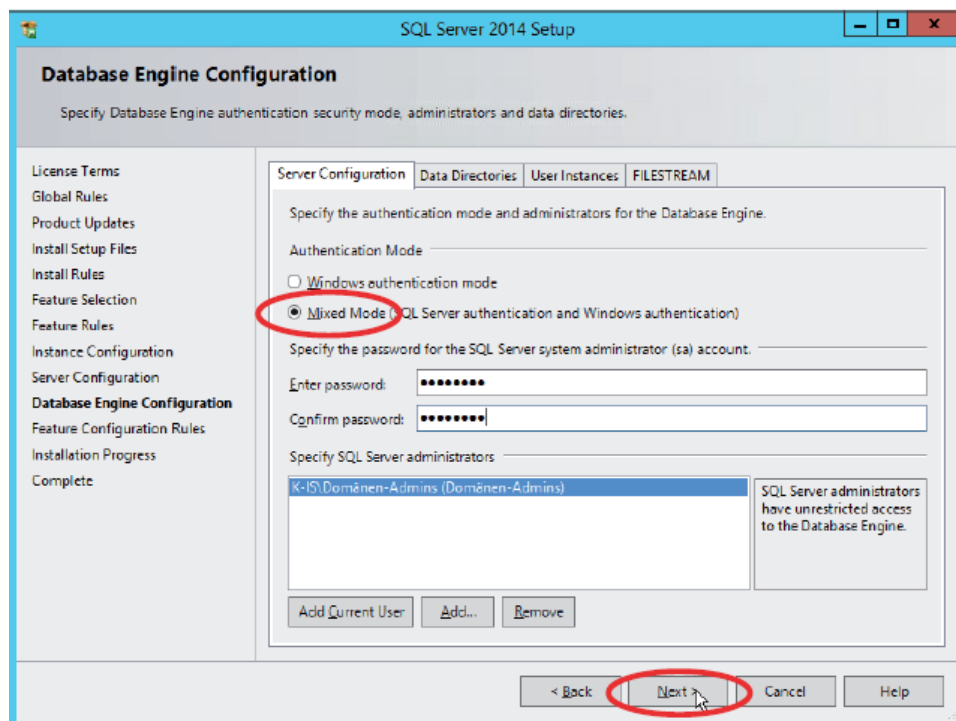 SQL Server 2014 Setup
Database Engine Configuration
Specify Database Engine authentication security mode, administrators and data directories.
License Terms
Global Rules
Product Updates
Install Setup Files
Install Rules
Feature Selection
Feature Rules
Instance Configuration
Server Configuration
Database Engine Configuration
Feature Configuration Rules
Installation Progress
Complete
Server Configuration Data Directories User Instances FILESTREAM
Specify the authentication mode and administrators for the Database Engine.
Authentication Mode
Windows authentication mode
Mixed Mode (SQL Server authentication and Windows authentication)
Specify the password for the SQL Server system administrator (sa) account.
Enter password: ●●●●●●●●
Confirm password: ●●●●●●●●
Specify SQL Server administrators
K-IS\Domänen-Admins (Domänen-Admins)
SQL Server administrators
have unrestricted access
to the Database Engine.
Add Current User Add... Remove
< Back Next > Cancel Help